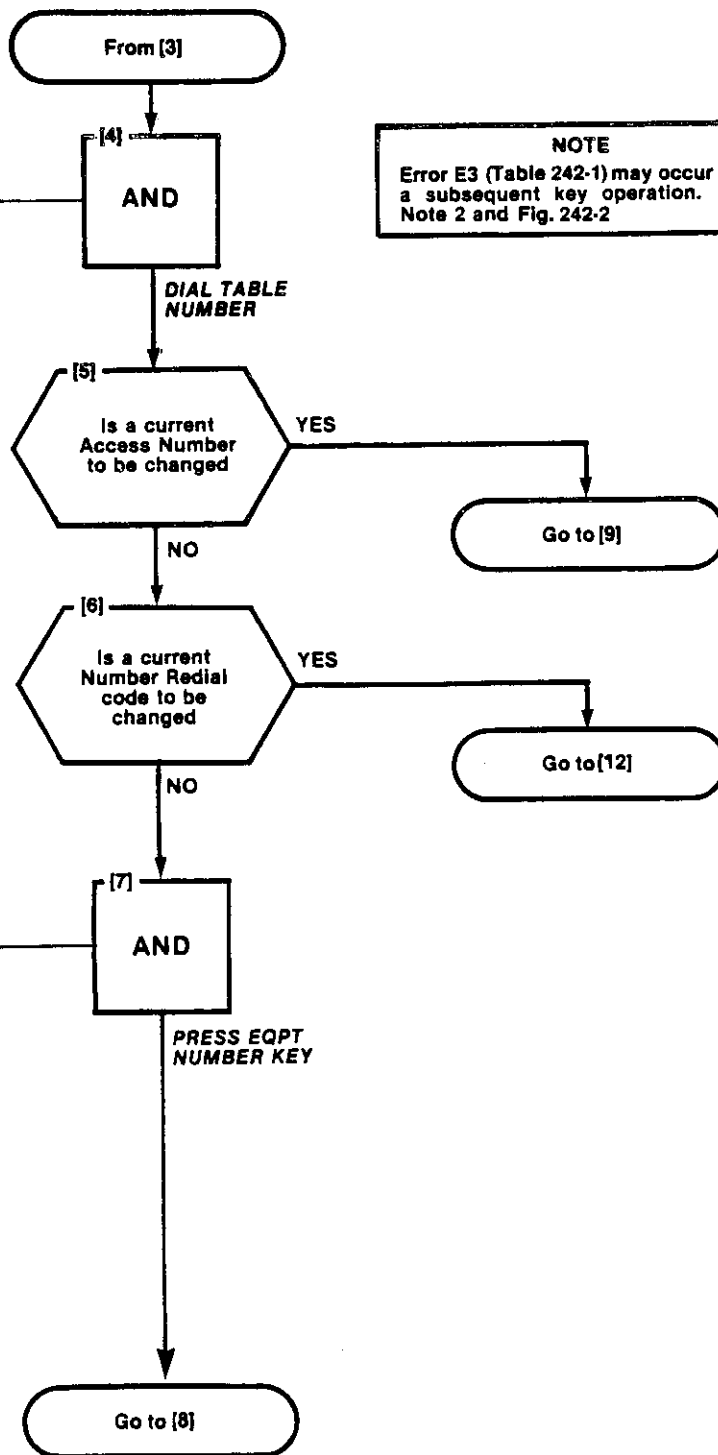 From [3]
[4]
AND
NOTE
Error E3 (Table 242-1) may occur
a subsequent key operation.
Note 2 and Fig. 242-2
DIAL TABLE
NUMBER
[5]
Is a current
Access Number
to be changed
YES
Go to [9]
NO
[6]
Is a current
Number Redial
code to be
changed
YES
Go to [12]
NO
[7]
AND
PRESS EQPT
NUMBER KEY
Go to [8]